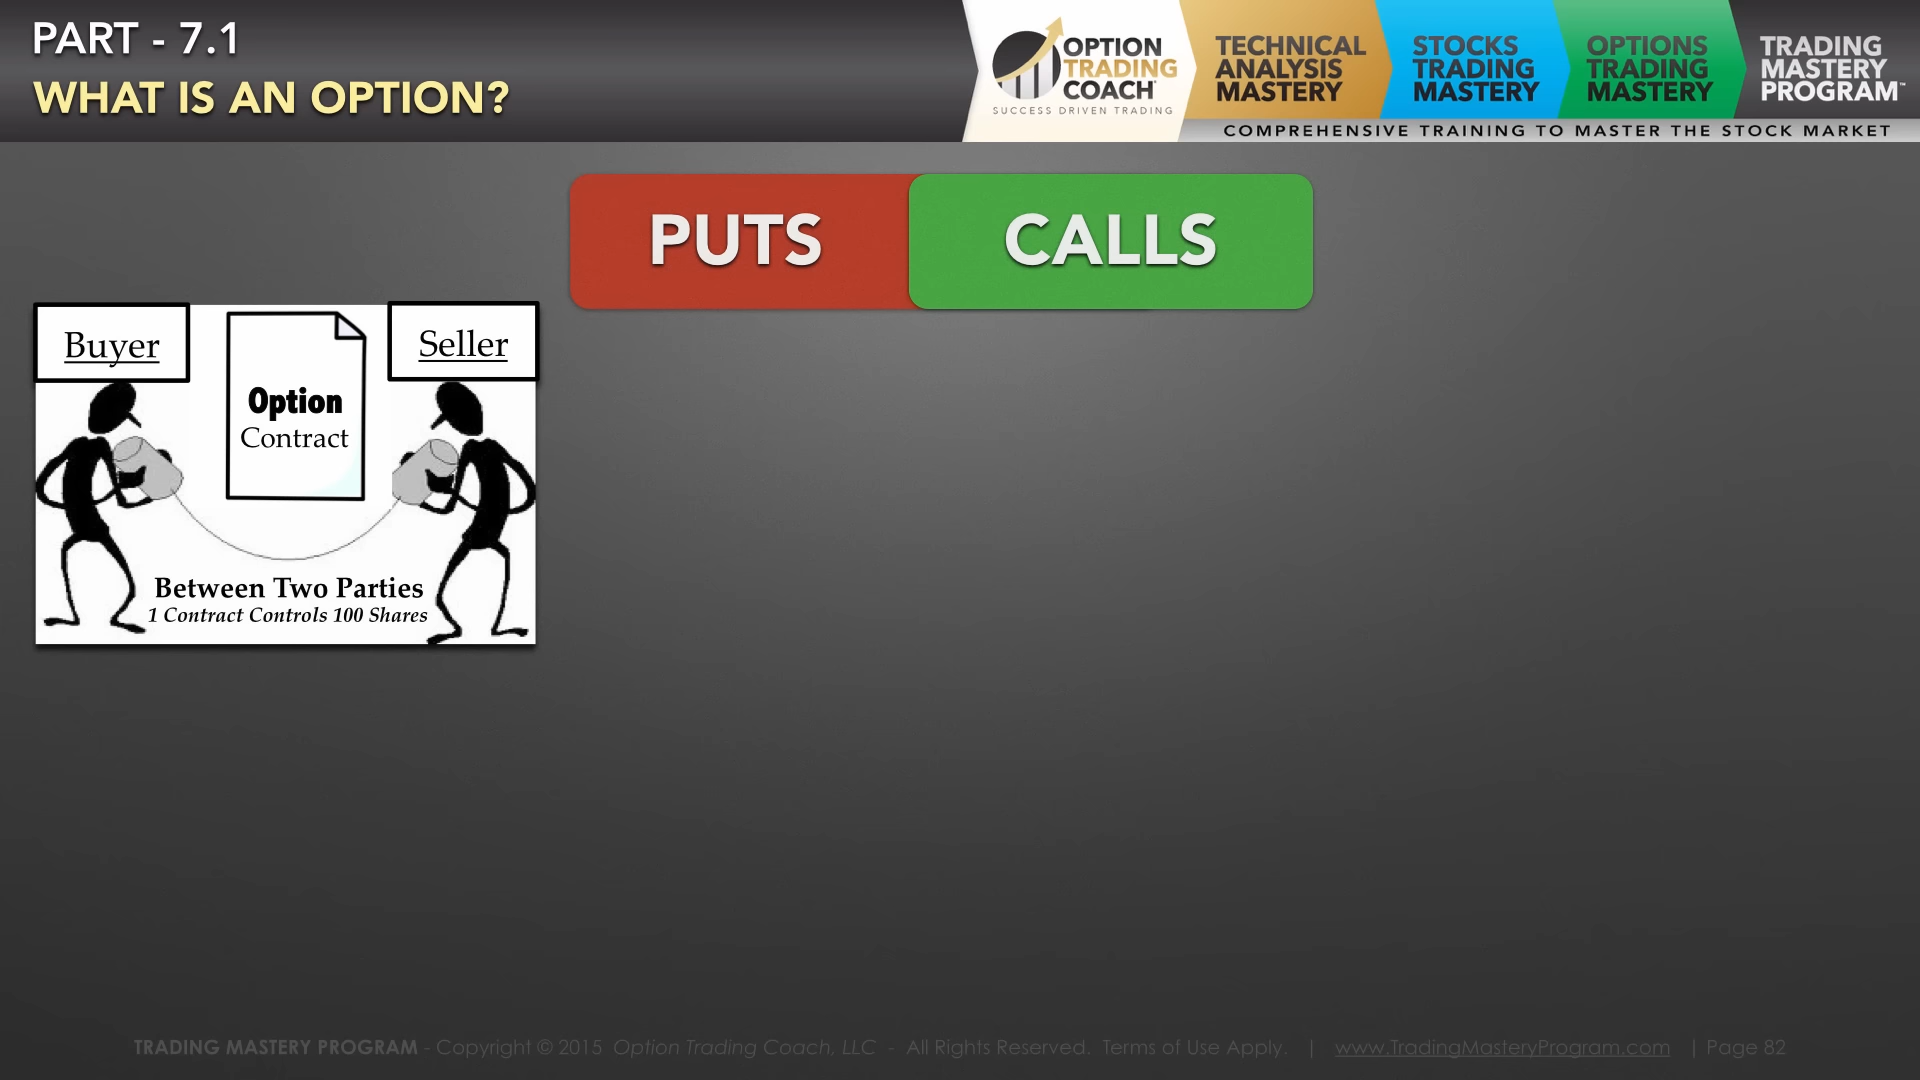 PART - 7.1
WHAT IS AN OPTION?
OPTION
TRADING
COACH
SUCCESS DRIVEN TRADING
TECHNICAL
ANALYSIS
MASTERY
STOCKS
TRADING
MASTERY
OPTIONS
TRADING
MASTERY
TRADING
MASTERY
PROGRAM™
COMPREHENSIVE TRAINING TO MASTER THE STOCK MARKET
PUTS
CALLS
Buyer
Seller
Option
Contract
Between Two Parties
1 Contract Controls 100 Shares
TRADING MASTERY PROGRAM - Copyright © 2015 Option Trading Coach, LLC - All Rights Reserved. Terms of Use Apply. | www.TradingMasteryProgram.com | Page 82